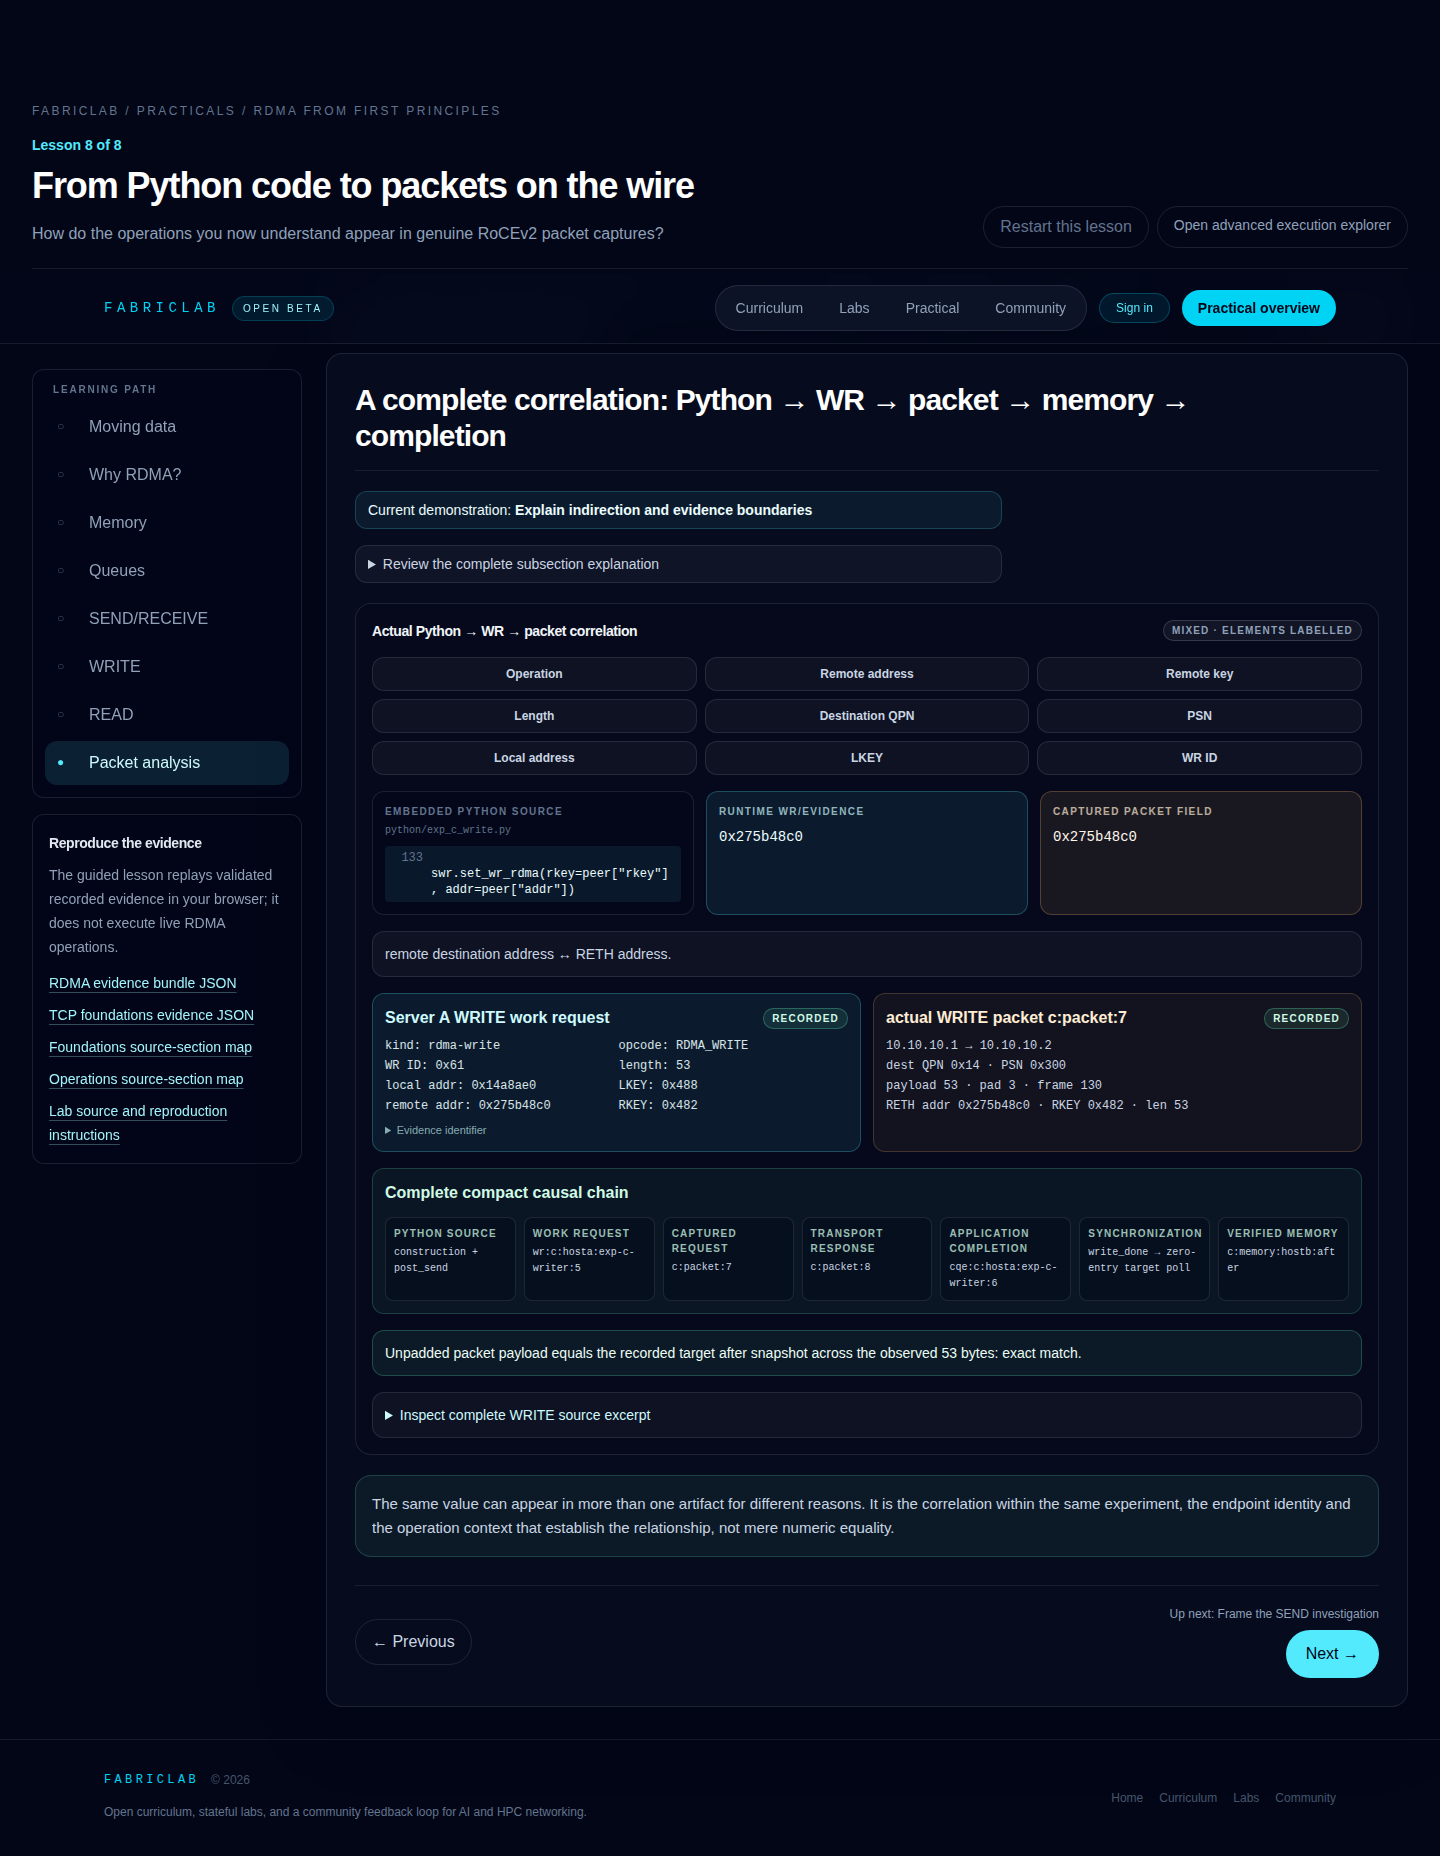 FABRICLAB / PRACTICALS / RDMA FROM FIRST PRINCIPLES
Lesson 8 of 8
From Python code to packets on the wire
How do the operations you now understand appear in genuine RoCEv2 packet captures?
Restart this lesson
Open advanced execution explorer
FABRICLAB
OPEN BETA
Curriculum
Labs
Practical
Community
Sign in
Practical overview
LEARNING PATH
○ Moving data
○ Why RDMA?
○ Memory
○ Queues
○ SEND/RECEIVE
○ WRITE
○ READ
● Packet analysis
Reproduce the evidence
The guided lesson replays validated
recorded evidence in your browser; it
does not execute live RDMA
operations.
RDMA evidence bundle JSON
TCP foundations evidence JSON
Foundations source-section map
Operations source-section map
Lab source and reproduction
instructions
A complete correlation: Python → WR → packet → memory →
completion
Current demonstration: Explain indirection and evidence boundaries
▶ Review the complete subsection explanation
Actual Python → WR → packet correlation
MIXED · ELEMENTS LABELLED
Operation
Remote address
Remote key
Length
Destination QPN
PSN
Local address
LKEY
WR ID
EMBEDDED PYTHON SOURCE
python/exp_c_write.py
133
swr.set_wr_rdma(rkey=peer["rkey"]
, addr=peer["addr"])
RUNTIME WR/EVIDENCE
0x275b48c0
CAPTURED PACKET FIELD
0x275b48c0
remote destination address ↔ RETH address.
Server A WRITE work request
RECORDED
kind: rdma-write
opcode: RDMA_WRITE
WR ID: 0x61
length: 53
local addr: 0x14a8ae0
LKEY: 0x488
remote addr: 0x275b48c0
RKEY: 0x482
▶ Evidence identifier
actual WRITE packet c:packet:7
RECORDED
10.10.10.1 → 10.10.10.2
dest QPN 0x14 · PSN 0x300
payload 53 · pad 3 · frame 130
RETH addr 0x275b48c0 · RKEY 0x482 · len 53
Complete compact causal chain
PYTHON SOURCE
construction +
post_send
WORK REQUEST
wr:c:hosta:exp-c-
writer:5
CAPTURED
REQUEST
c:packet:7
TRANSPORT
RESPONSE
c:packet:8
APPLICATION
COMPLETION
cqe:c:hosta:exp-c-
writer:6
SYNCHRONIZATION
write_done → zero-
entry target poll
VERIFIED MEMORY
c:memory:hostb:aft
er
Unpadded packet payload equals the recorded target after snapshot across the observed 53 bytes: exact match.
▶ Inspect complete WRITE source excerpt
The same value can appear in more than one artifact for different reasons. It is the correlation within the same experiment, the endpoint identity and
the operation context that establish the relationship, not mere numeric equality.
← Previous
Up next: Frame the SEND investigation
Next →
FABRICLAB © 2026
Open curriculum, stateful labs, and a community feedback loop for AI and HPC networking.
Home
Curriculum
Labs
Community